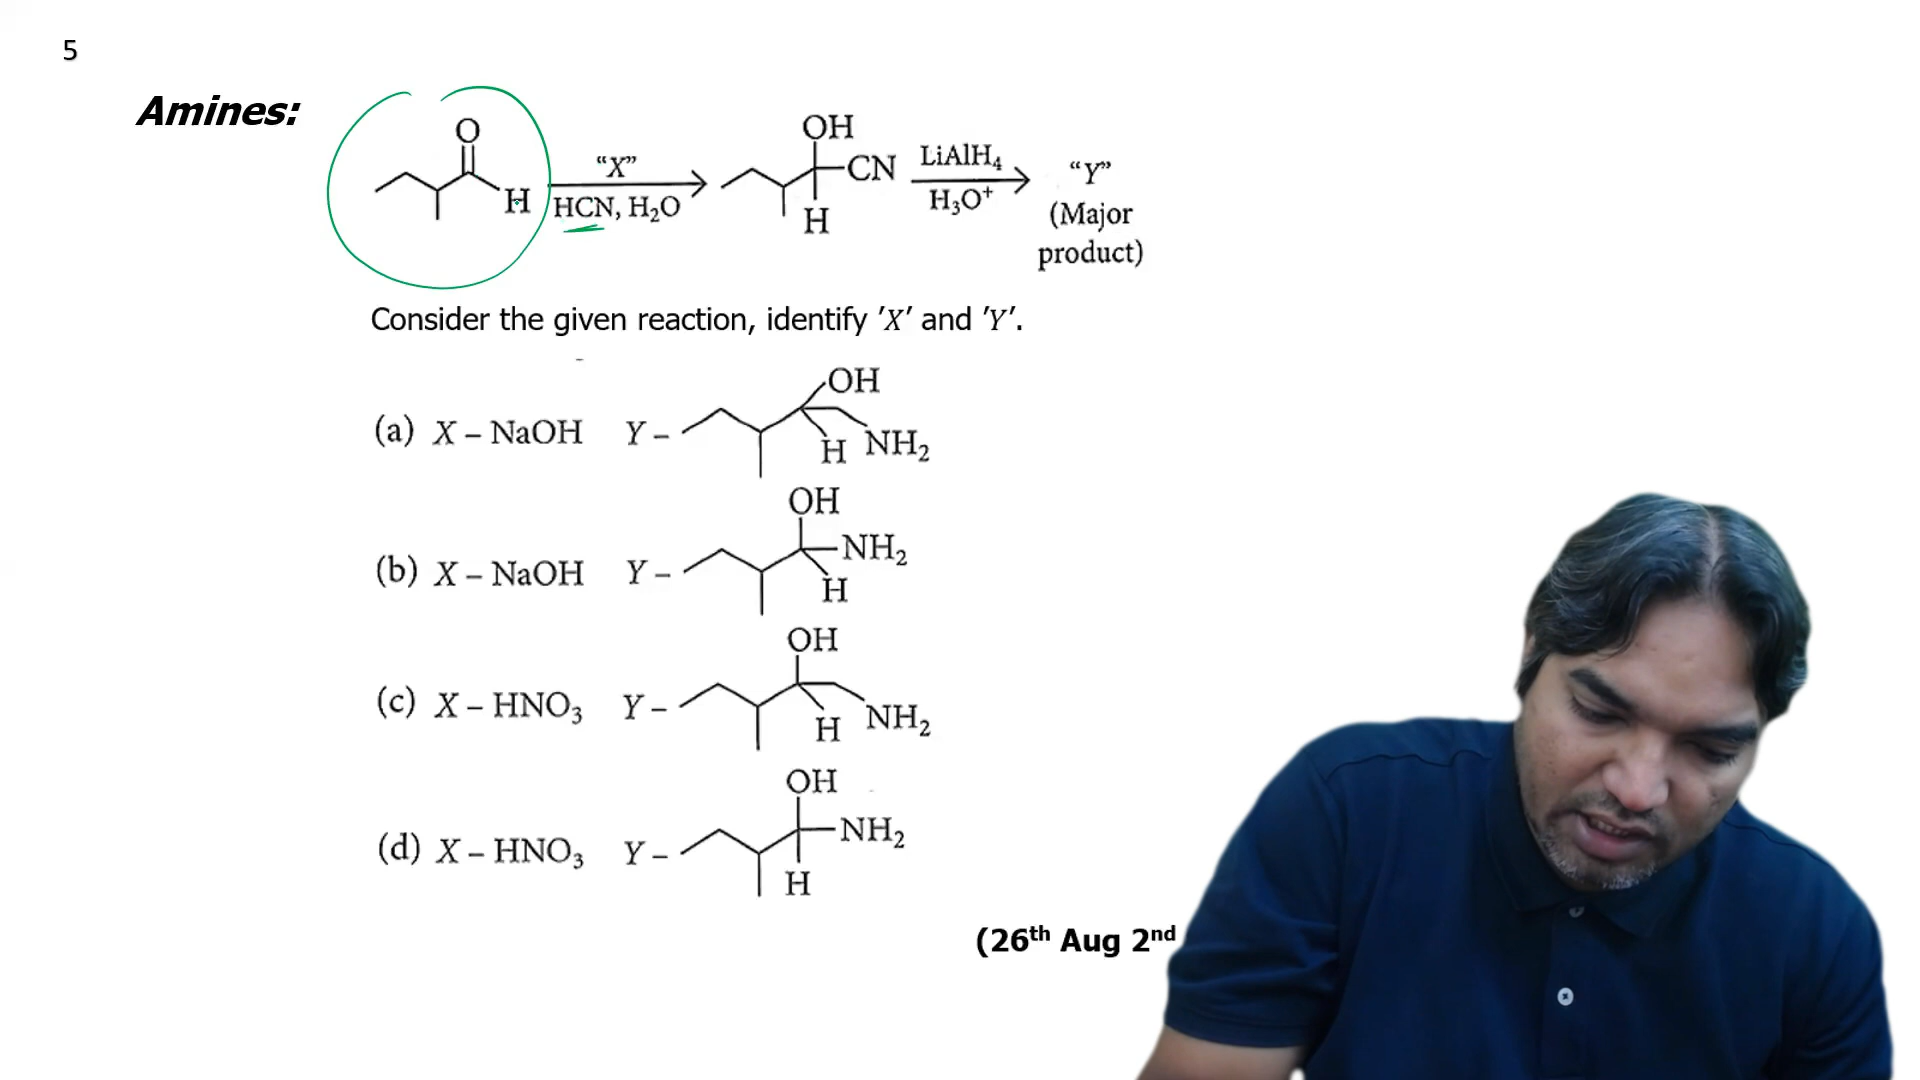 5
Amines:
O
H
"X"
HCN, H₂O
OH
CN
H
LiAlH₄
H₃O⁺
"Y"
(Major
product)
Consider the given reaction, identify 'X' and 'Y'.
(a) X – NaOH Y –
OH
H NH₂
(b) X – NaOH Y –
OH
NH₂
H
(c) X – HNO₃ Y –
OH
H NH₂
(d) X – HNO₃ Y –
OH
NH₂
H
(26th Aug 2nd